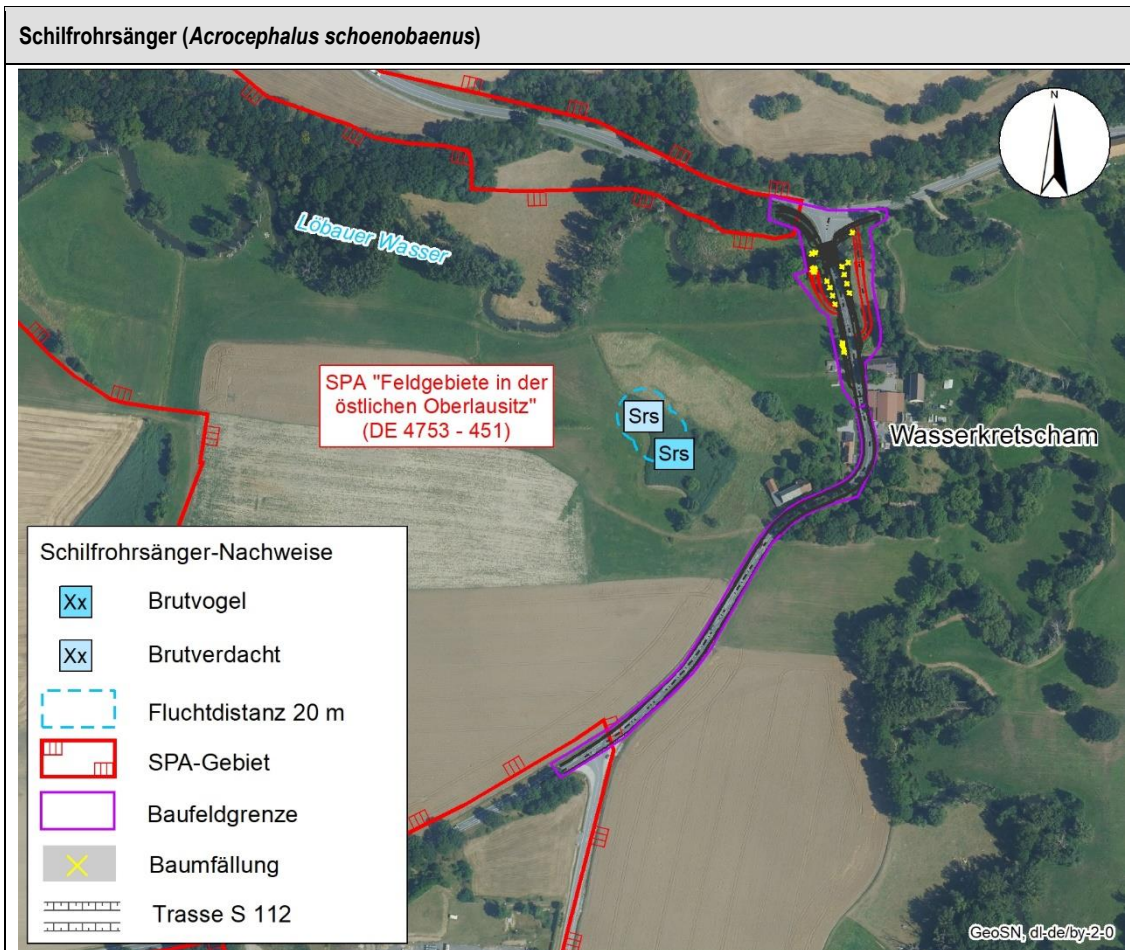 Schilfrohrsänger (Acrocephalus schoenobaenus)
N
Löbauer Wasser
SPA "Feldgebiete in der
östlichen Oberlausitz"
(DE 4753 - 451)
Srs
Srs
Wasserkretscham
Schilfrohrsänger-Nachweise
Xx Brutvogel
Xx Brutverdacht
Fluchtdistanz 20 m
SPA-Gebiet
Baufeldgrenze
Baumfällung
Trasse S 112
GeoSN, dl-de/by-2-0